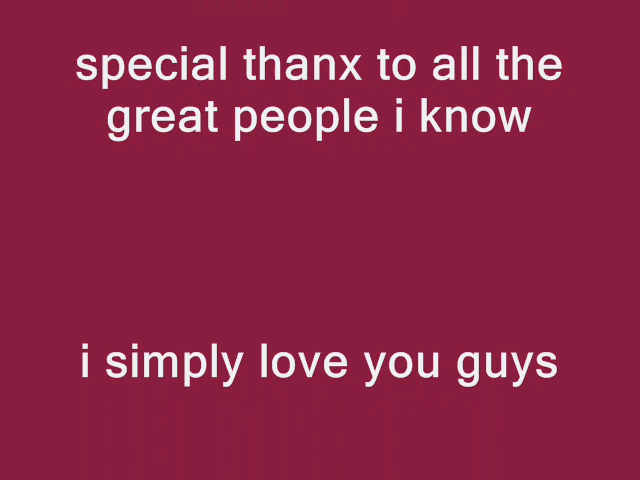 special thanx to all the
great people i know
i simply love you guys